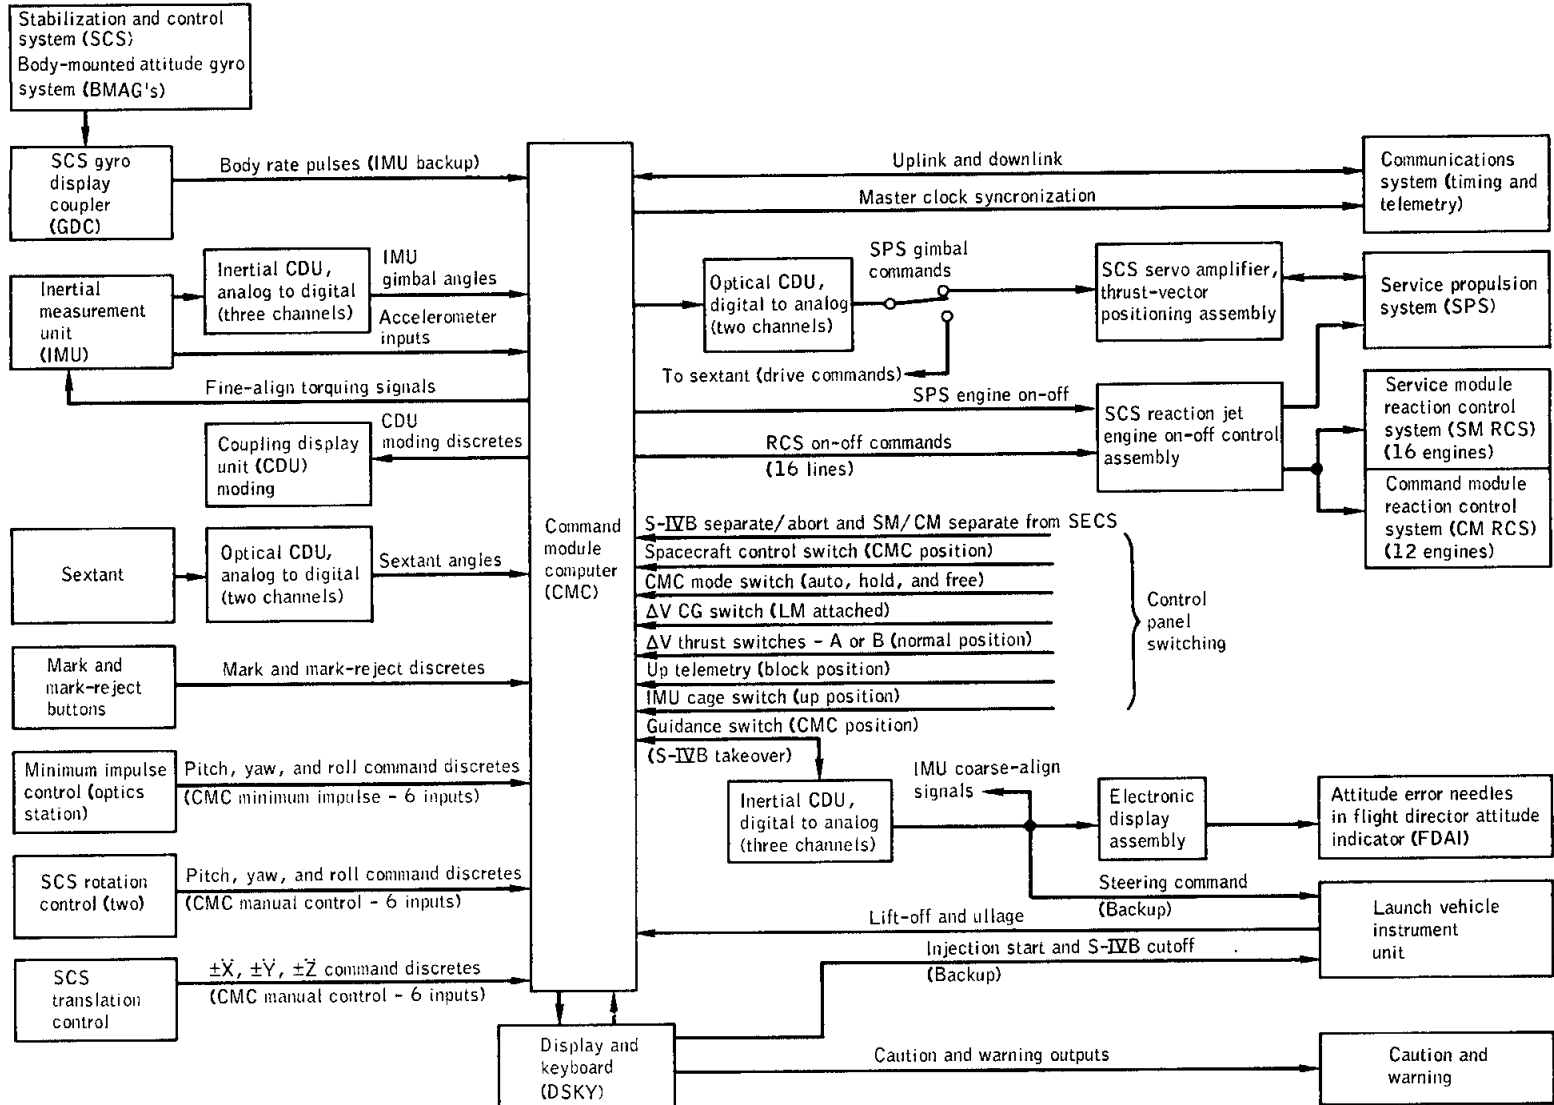 Stabilization and control
system (SCS)
Body-mounted attitude gyro
system (BMAG's)
SCS gyro
display
coupler
(GDC)
Body rate pulses (IMU backup)
Inertial
measurement
unit
(IMU)
Inertial CDU,
analog to digital
(three channels)
IMU
gimbal angles
Accelerometer
inputs
Fine-align torquing signals
CDU
moding discretes
Coupling display
unit (CDU)
moding
Sextant
Optical CDU,
analog to digital
(two channels)
Sextant angles
Mark and
mark-reject
buttons
Mark and mark-reject discretes
Minimum impulse
control (optics
station)
Pitch, yaw, and roll command discretes
(CMC minimum impulse - 6 inputs)
SCS rotation
control (two)
Pitch, yaw, and roll command discretes
(CMC manual control - 6 inputs)
SCS
translation
control
±Ẍ, ±Ÿ, ±Z̈ command discretes
(CMC manual control - 6 inputs)
Command
module
computer
(CMC)
Display and
keyboard
(DSKY)
Uplink and downlink
Master clock syncronization
Communications
system (timing and
telemetry)
Optical CDU,
digital to analog
(two channels)
SPS gimbal
commands
To sextant (drive commands)
SCS servo amplifier,
thrust-vector
positioning assembly
Service propulsion
system (SPS)
SPS engine on-off
RCS on-off commands
(16 lines)
SCS reaction jet
engine on-off control
assembly
Service module
reaction control
system (SM RCS)
(16 engines)
Command module
reaction control
system (CM RCS)
(12 engines)
S-IVB separate/abort and SM/CM separate from SECS
Spacecraft control switch (CMC position)
CMC mode switch (auto, hold, and free)
ΔV CG switch (LM attached)
ΔV thrust switches - A or B (normal position)
Up telemetry (block position)
IMU cage switch (up position)
Guidance switch (CMC position)
(S-IVB takeover)
Control
panel
switching
Inertial CDU,
digital to analog
(three channels)
IMU coarse-align
signals
Electronic
display
assembly
Attitude error needles
in flight director attitude
indicator (FDAI)
Steering command
(Backup)
Lift-off and ullage
Injection start and S-IVB cutoff
(Backup)
Launch vehicle
instrument
unit
Caution and warning outputs
Caution and
warning